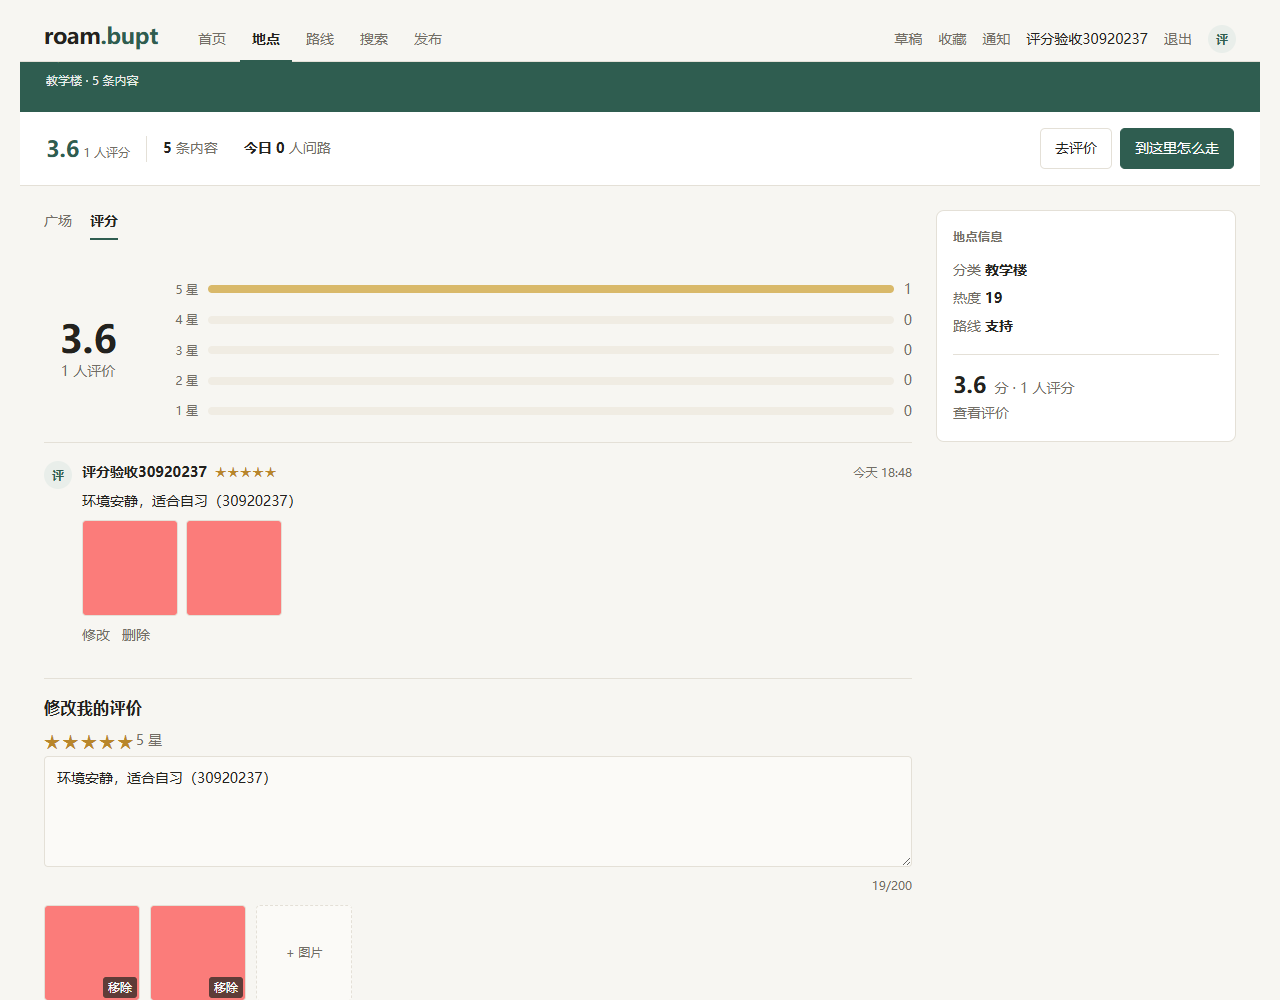 roam.bupt 首页 地点 路线 搜索 发布 草稿 收藏 通知 评分验收30920237 退出 评
教学楼 · 5 条内容
3.6 1 人评分 5 条内容 今日 0 人问路 去评价 到这里怎么走
广场 评分
3.6
1 人评价
5 星 1
4 星 0
3 星 0
2 星 0
1 星 0
地点信息
分类 教学楼
热度 19
路线 支持
3.6 分 · 1 人评分
查看评价
评 评分验收30920237 ★★★★★ 今天 18:48
环境安静，适合自习（30920237）
修改 删除
修改我的评价
★★★★★ 5 星
环境安静，适合自习（30920237）
19/200
移除 移除 + 图片